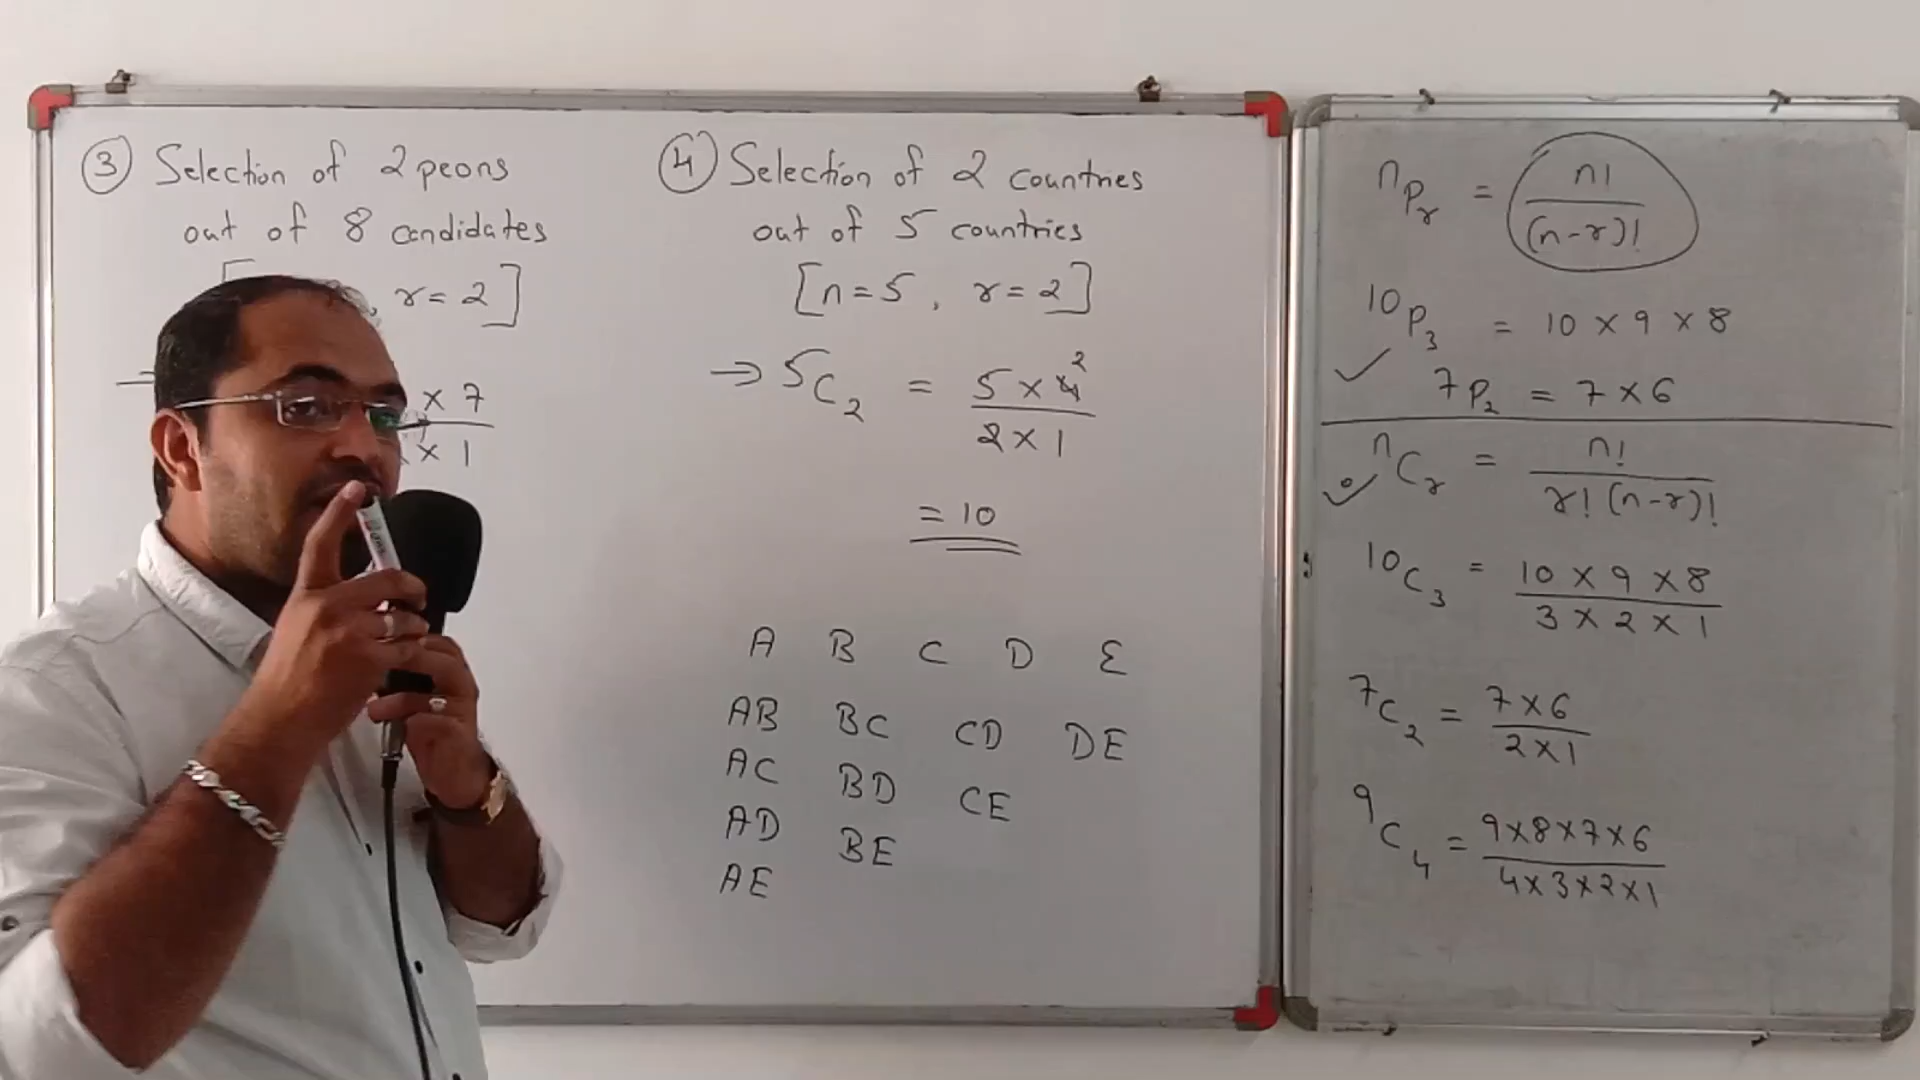 ③ Selection of 2 peons
out of 8 candidates
, r = 2]
× 7
× 1
④ Selection of 2 countries
out of 5 countries
[n = 5, r = 2]
→ ⁵C₂ = 5 × 4 2
2 × 1
= 10
A B C D E
AB BC CD DE
AC BD CE
AD BE
AE
ⁿPᵣ = n!
(n-r)!
¹⁰P₃ = 10 × 9 × 8
✓ ⁷P₂ = 7 × 6
✓ ⁿCᵣ = n!
r! (n-r)!
¹⁰C₃ = 10 × 9 × 8
3 × 2 × 1
⁷C₂ = 7 × 6
2 × 1
⁹C₄ = 9 × 8 × 7 × 6
4 × 3 × 2 × 1